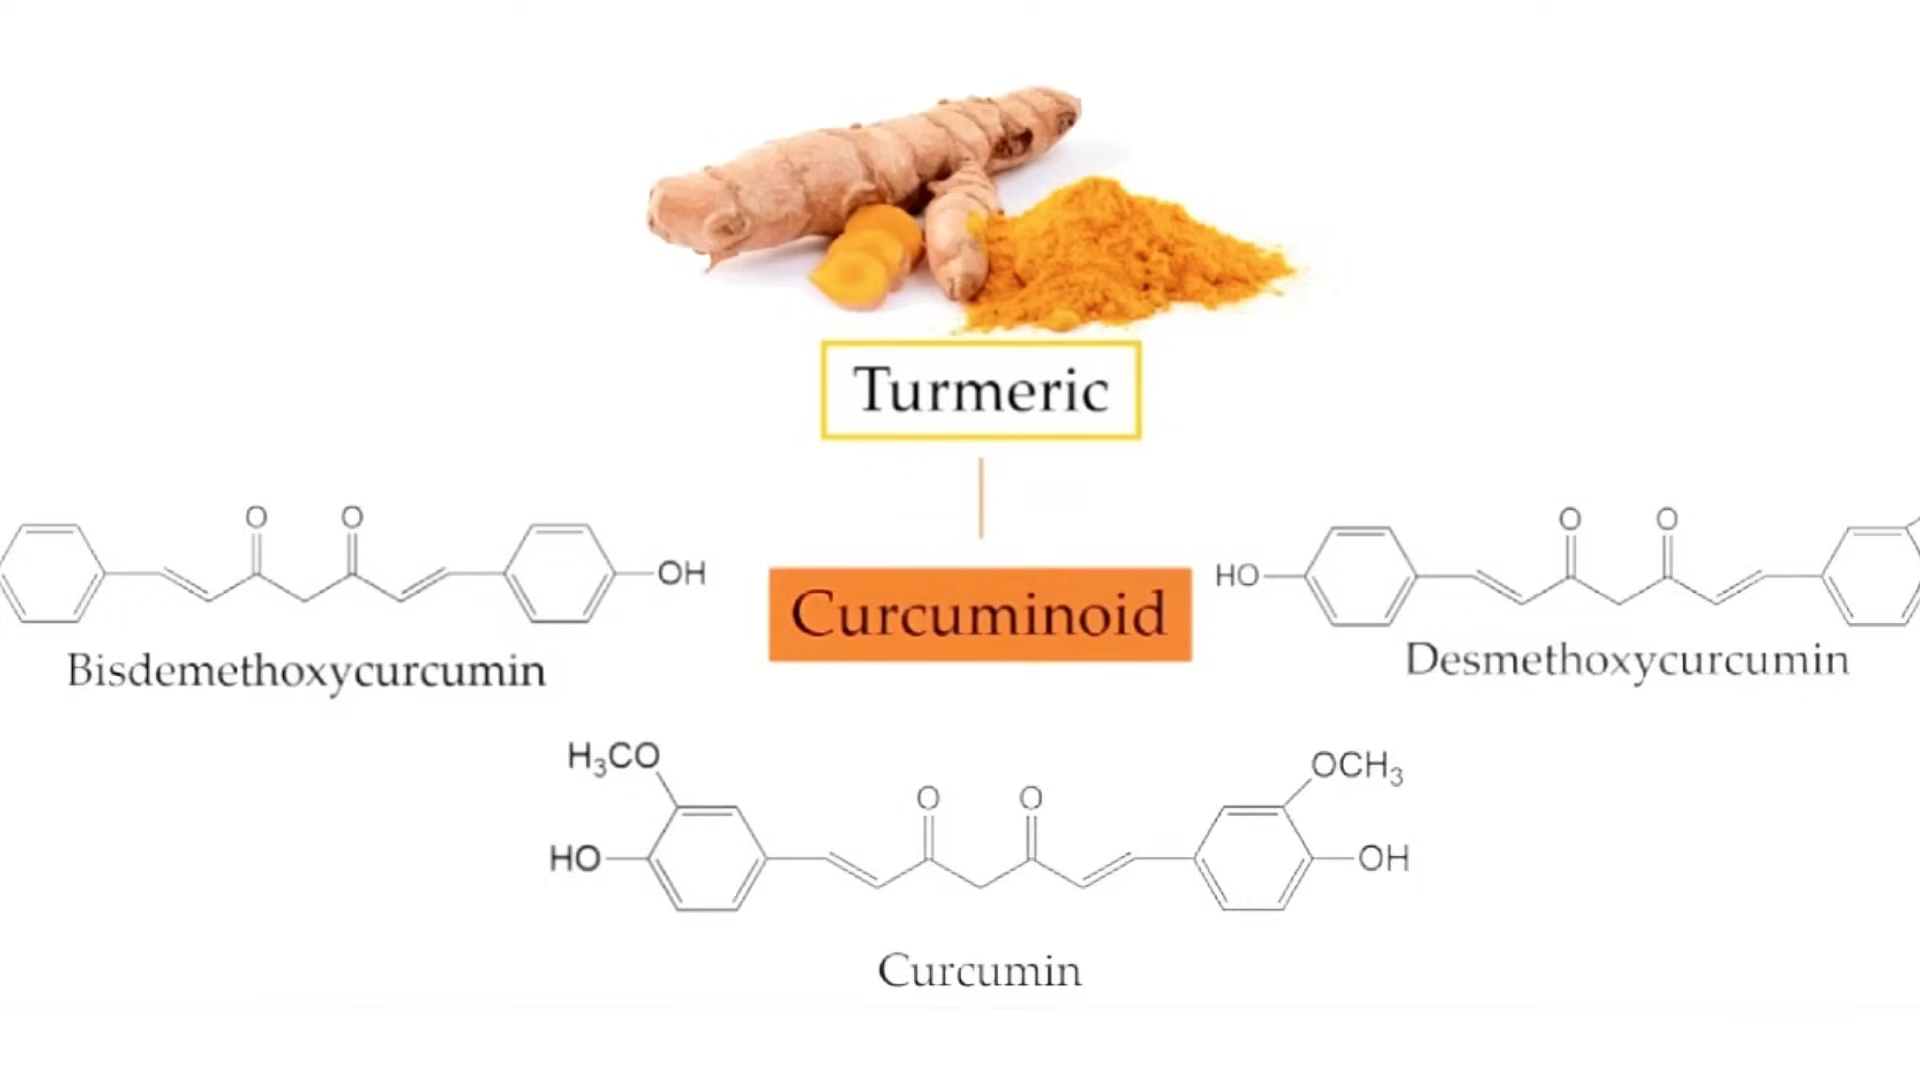 Turmeric
O O
OH
Bisdemethoxycurcumin
Curcuminoid
O O
HO
Desmethoxycurcumin
H₃CO
OCH₃
O O
HO
OH
Curcumin